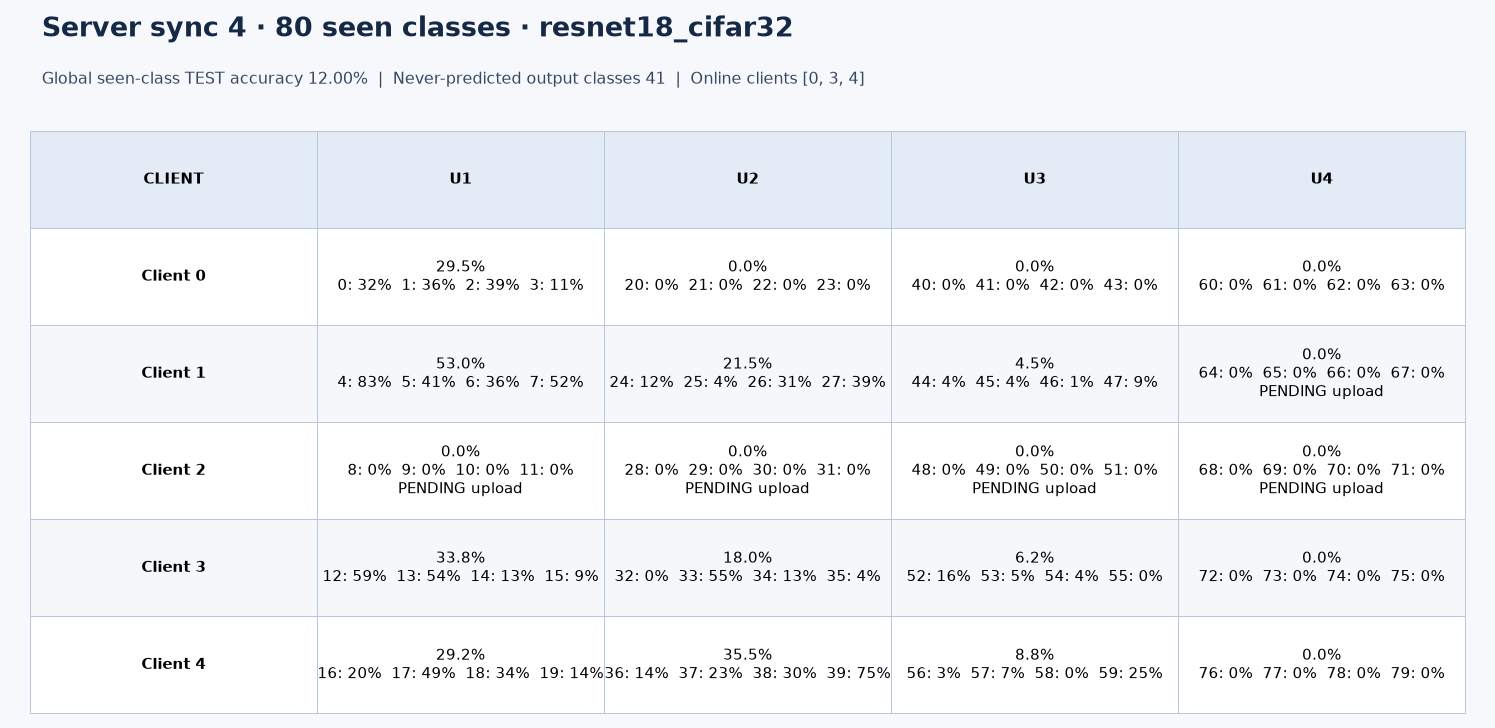 Server sync 4 · 80 seen classes · resnet18_cifar32
Global seen-class TEST accuracy 12.00% | Never-predicted output classes 41 | Online clients [0, 3, 4]
CLIENT U1 U2 U3 U4
Client 0
29.5%
0: 32% 1: 36% 2: 39% 3: 11%
0.0%
20: 0% 21: 0% 22: 0% 23: 0%
0.0%
40: 0% 41: 0% 42: 0% 43: 0%
0.0%
60: 0% 61: 0% 62: 0% 63: 0%
Client 1
53.0%
4: 83% 5: 41% 6: 36% 7: 52%
21.5%
24: 12% 25: 4% 26: 31% 27: 39%
4.5%
44: 4% 45: 4% 46: 1% 47: 9%
0.0%
64: 0% 65: 0% 66: 0% 67: 0%
PENDING upload
Client 2
0.0%
8: 0% 9: 0% 10: 0% 11: 0%
PENDING upload
0.0%
28: 0% 29: 0% 30: 0% 31: 0%
PENDING upload
0.0%
48: 0% 49: 0% 50: 0% 51: 0%
PENDING upload
0.0%
68: 0% 69: 0% 70: 0% 71: 0%
PENDING upload
Client 3
33.8%
12: 59% 13: 54% 14: 13% 15: 9%
18.0%
32: 0% 33: 55% 34: 13% 35: 4%
6.2%
52: 16% 53: 5% 54: 4% 55: 0%
0.0%
72: 0% 73: 0% 74: 0% 75: 0%
Client 4
29.2%
16: 20% 17: 49% 18: 34% 19: 14%
35.5%
36: 14% 37: 23% 38: 30% 39: 75%
8.8%
56: 3% 57: 7% 58: 0% 59: 25%
0.0%
76: 0% 77: 0% 78: 0% 79: 0%